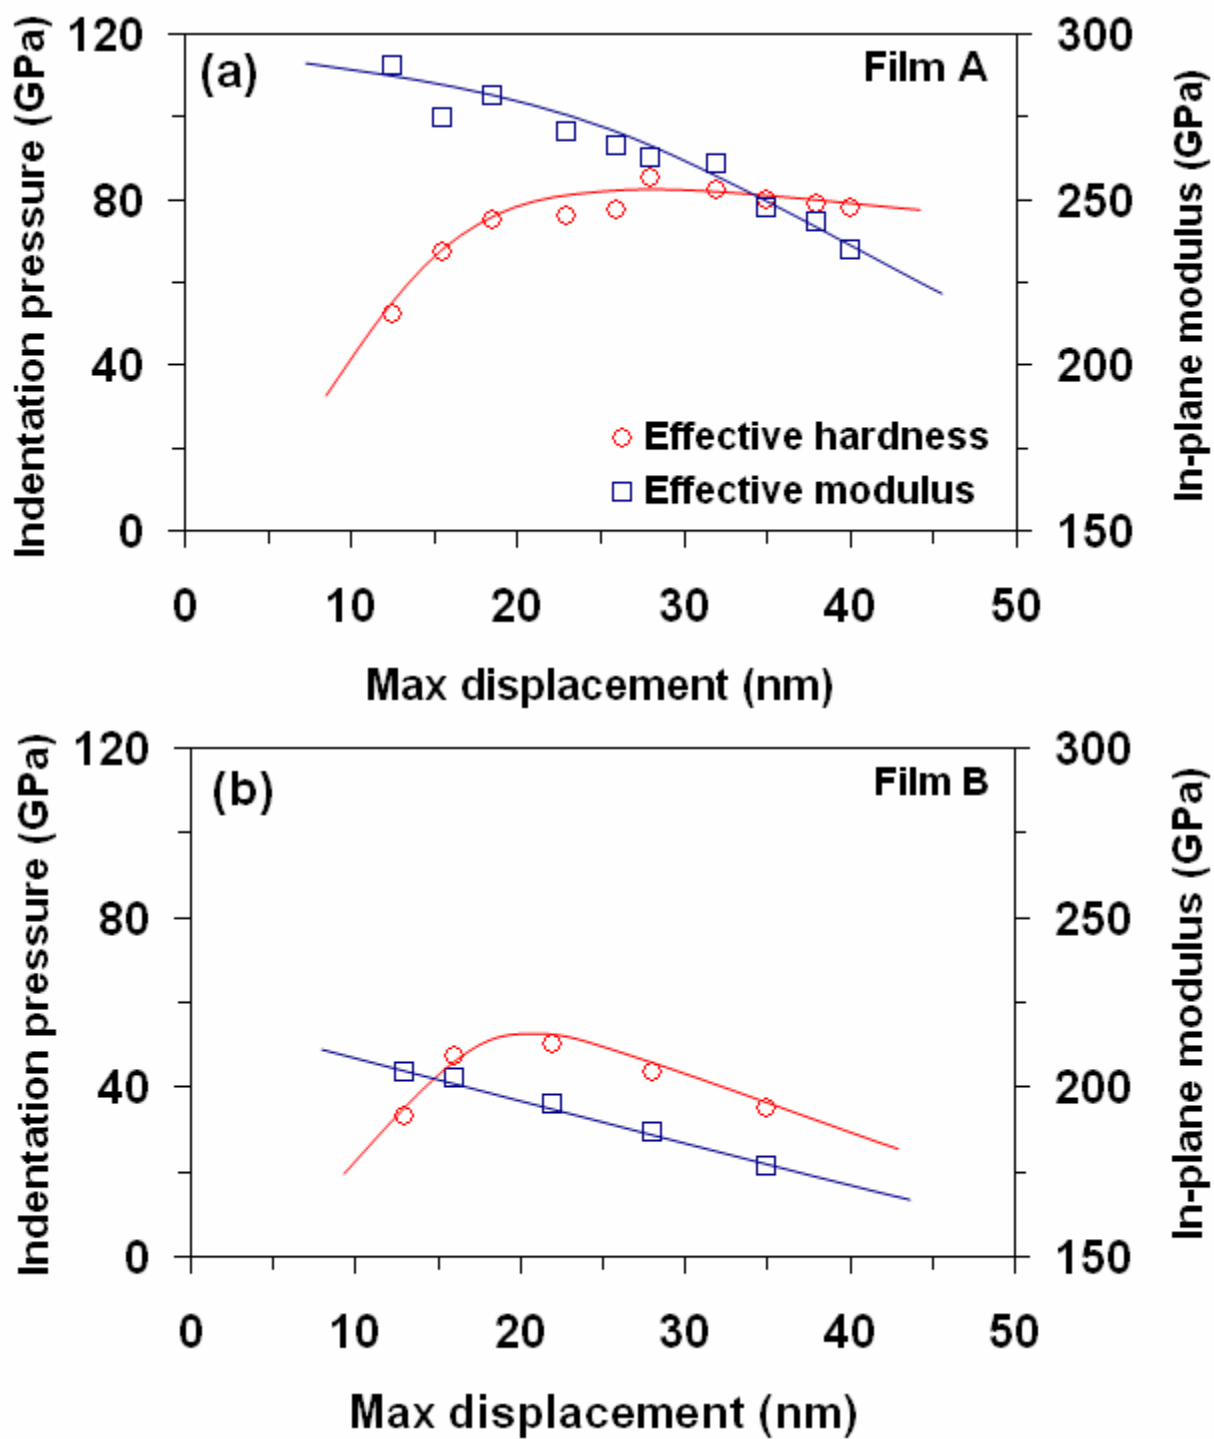 120
300
(a)
Film A
80
250
40
200
Effective hardness
Effective modulus
0
150
0 10 20 30 40 50
Max displacement (nm)
Indentation pressure (GPa)
In-plane modulus (GPa)
120
300
(b)
Film B
80
250
40
200
0
150
0 10 20 30 40 50
Max displacement (nm)
Indentation pressure (GPa)
In-plane modulus (GPa)